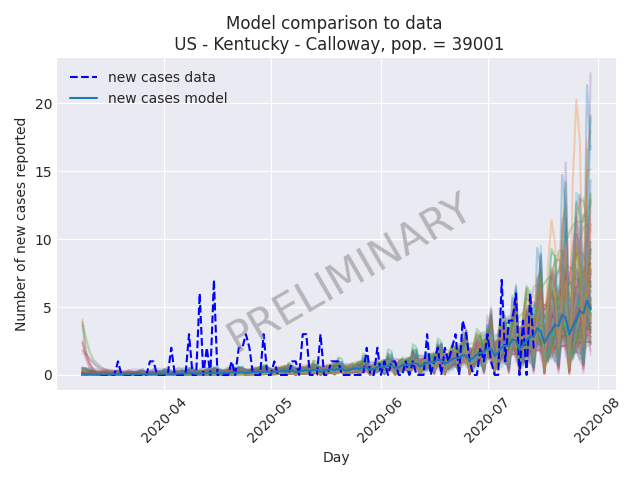 Model comparison to data
US - Kentucky - Calloway, pop. = 39001
new cases data
new cases model
20
15
10
5
0
Number of new cases reported
PRELIMINARY
2020-04
2020-05
2020-06
2020-07
2020-08
Day